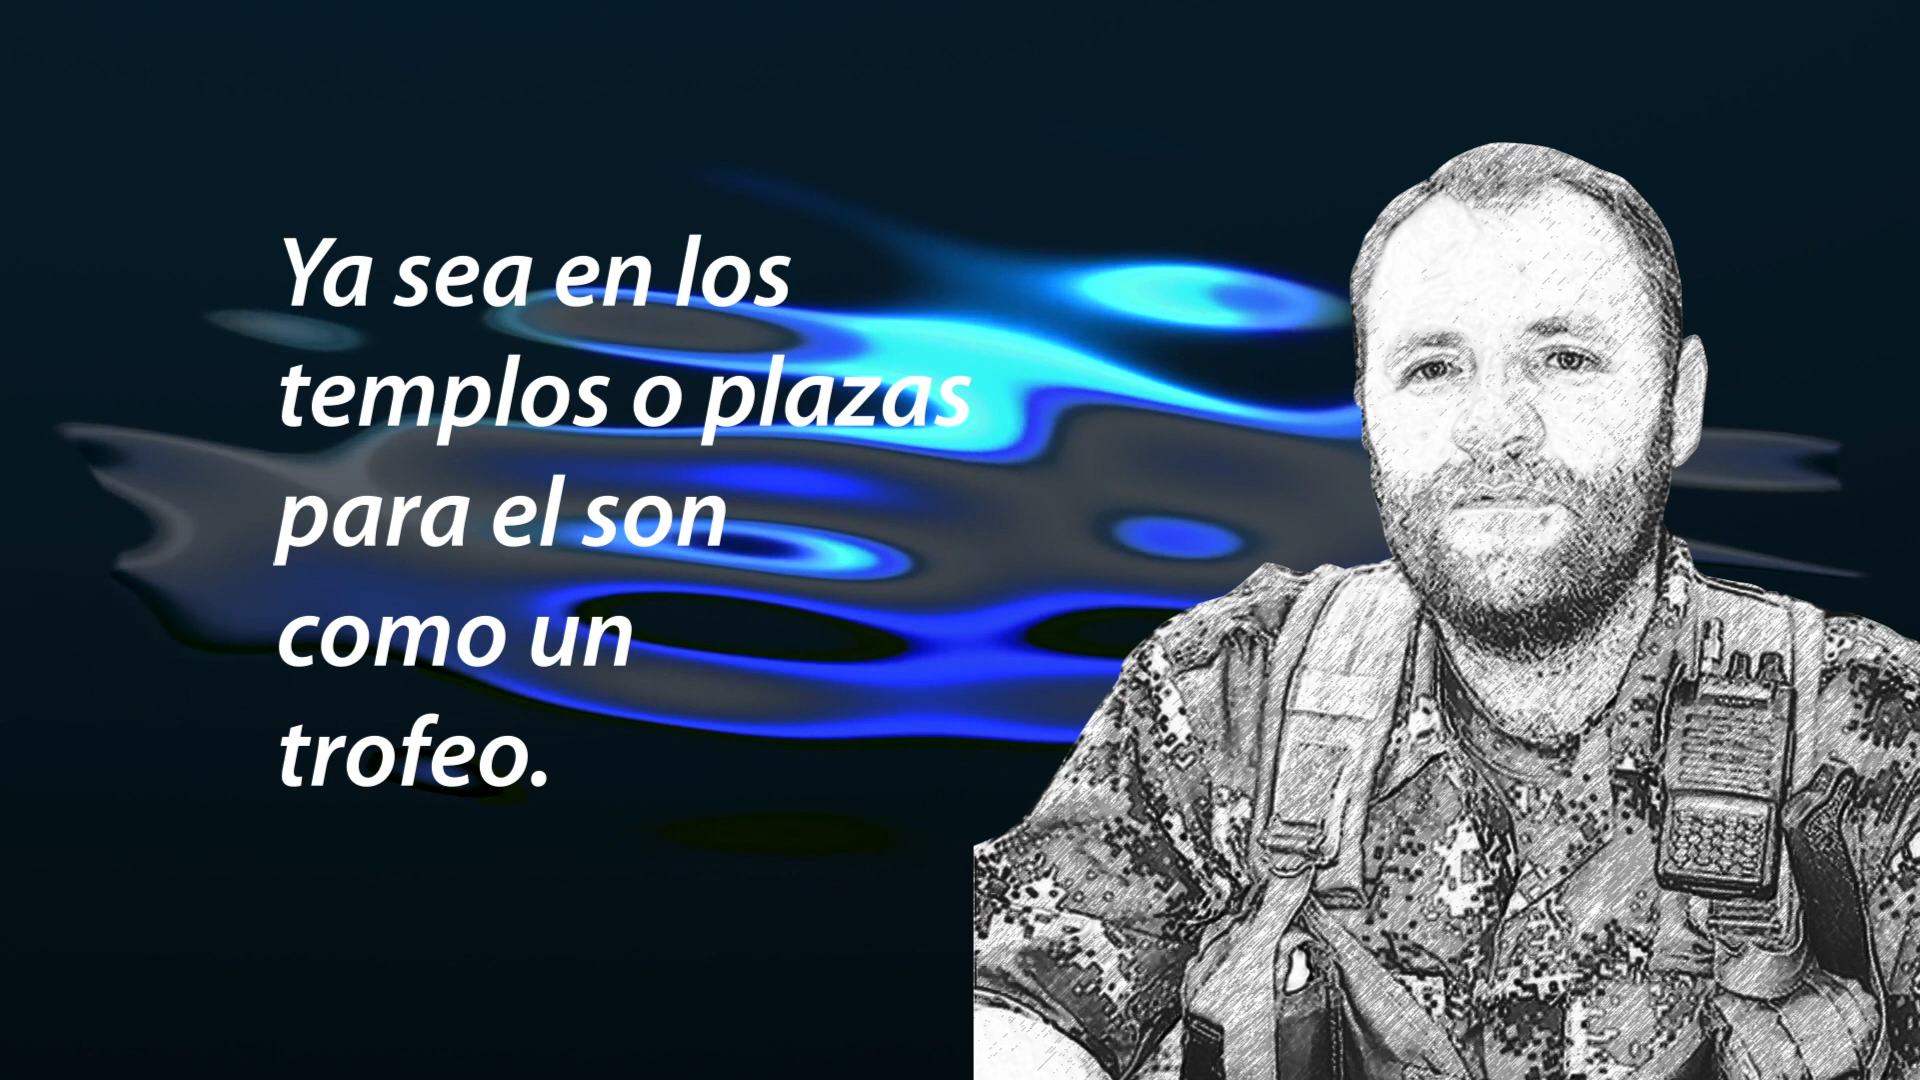 Ya sea en los
templos o plazas
para el son
como un
trofeo.